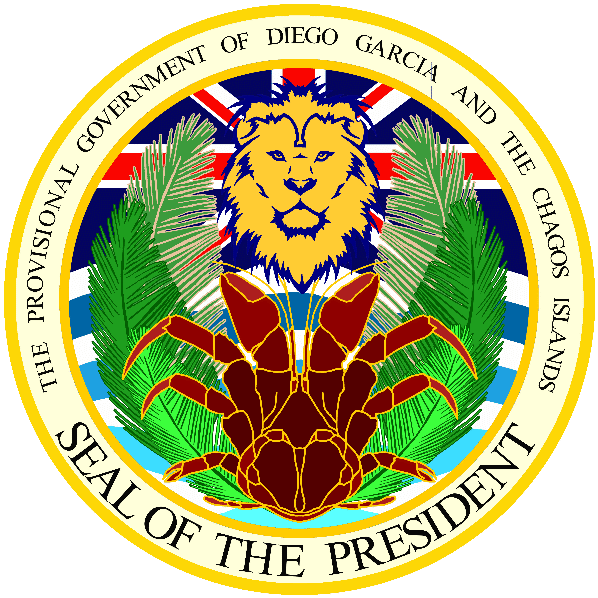 THE PROVISIONAL GOVERNMENT OF DIEGO GARCIA AND THE CHAGOS ISLANDS
SEAL OF THE PRESIDENT